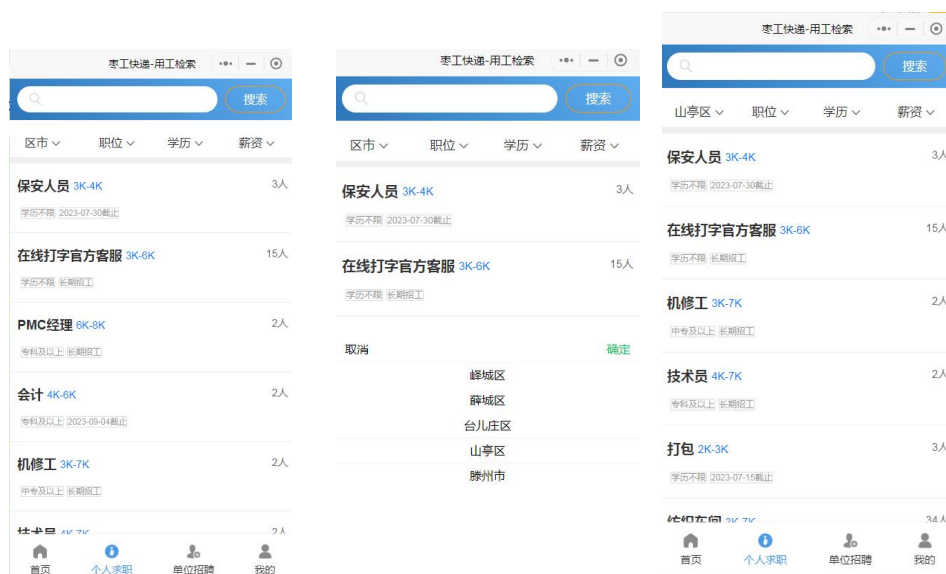 枣工快递-用工检索
搜索
区市 职位 学历 薪资
保安人员 3K-4K 3人
学历不限 2023-07-30截止
在线打字官方客服 3K-6K 15人
学历不限 长期招工
PMC经理 6K-8K 2人
专科及以上 长期招工
会计 4K-6K 2人
专科及以上 2023-09-04截止
机修工 3K-7K 2人
中专及以上 长期招工
技术员 4K-7K 2人
首页 个人求职 单位招聘 我的
枣工快递-用工检索
搜索
区市 职位 学历 薪资
保安人员 3K-4K 3人
学历不限 2023-07-30截止
在线打字官方客服 3K-6K 15人
学历不限 长期招工
取消 确定
峄城区
薛城区
台儿庄区
山亭区
滕州市
枣工快递-用工检索
搜索
山亭区 职位 学历 薪资
保安人员 3K-4K 3人
学历不限 2023-07-30截止
在线打字官方客服 3K-6K 15人
学历不限 长期招工
机修工 3K-7K 2人
中专及以上 长期招工
技术员 4K-7K 2人
专科及以上 长期招工
打包 2K-3K 3人
学历不限 2023-07-15截止
纺织车间 3K-7K 34人
首页 个人求职 单位招聘 我的